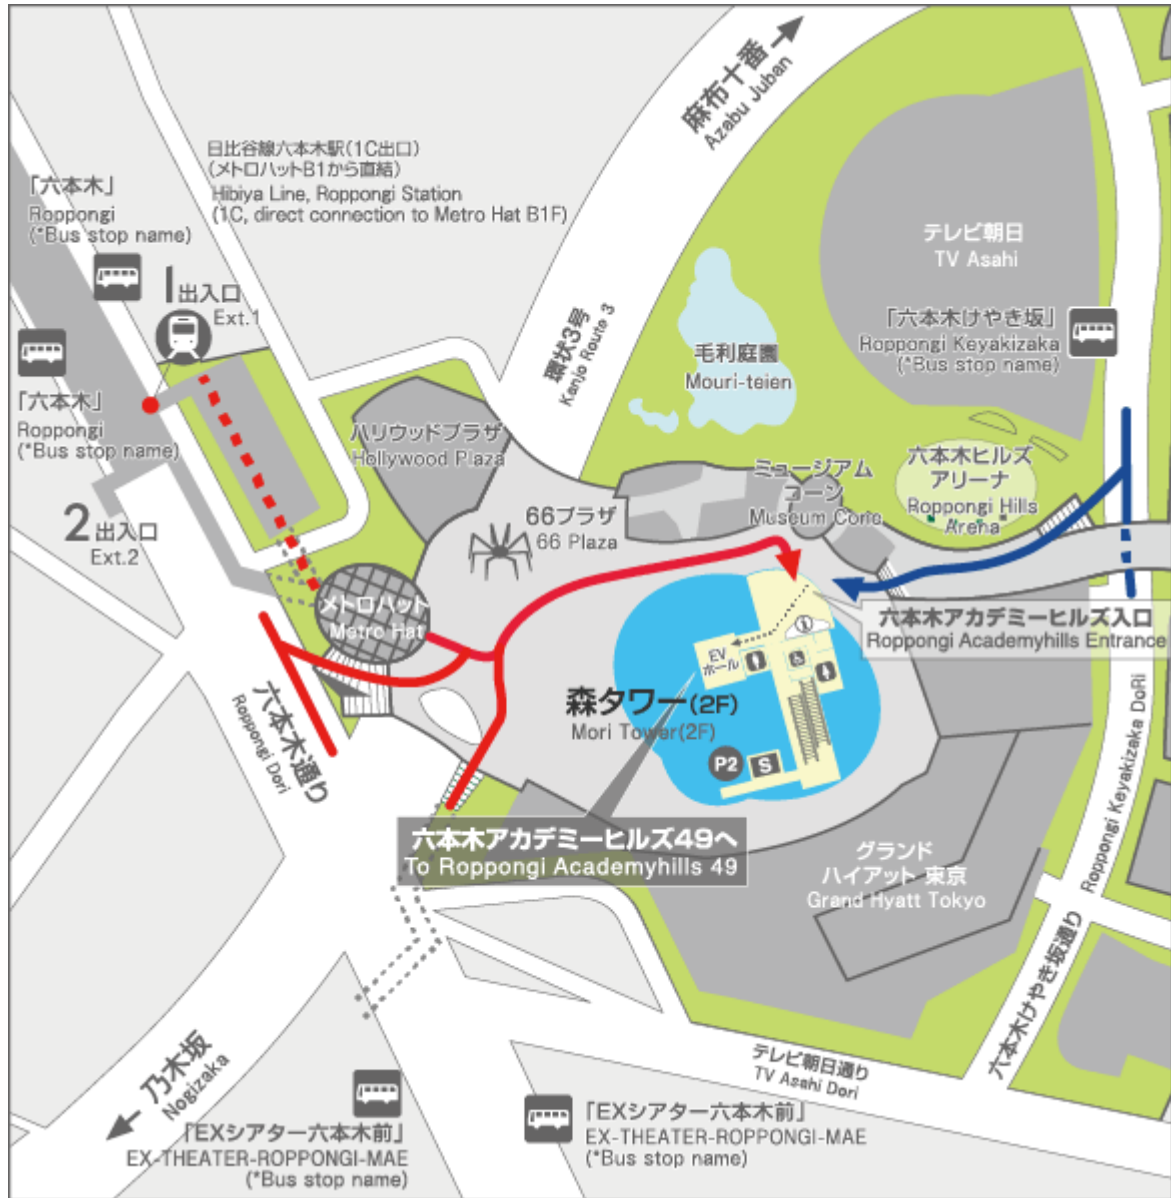 麻布十番
Azabu Juban
日比谷線六本木駅(1C出口)
(メトロハットB1から直結)
Hibiya Line, Roppongi Station
(1C, direct connection to Metro Hat B1F)
「六本木」
Roppongi
(*Bus stop name)
1出入口
Ext.1
「六本木」
Roppongi
(*Bus stop name)
2出入口
Ext.2
環状3号
Kanjo Route 3
テレビ朝日
TV Asahi
「六本木けやき坂」
Roppongi Keyakizaka
(*Bus stop name)
毛利庭園
Mouri-teien
ハリウッドプラザ
Hollywood Plaza
66プラザ
66 Plaza
ミュージアム
コーン
Museum Cone
六本木ヒルズ
アリーナ
Roppongi Hills
Arena
メトロハット
Metro Hat
六本木アカデミーヒルズ入口
Roppongi Academyhills Entrance
EV
ホール
i
森タワー(2F)
Mori Tower(2F)
P2
S
六本木通り
Roppongi Dori
六本木アカデミーヒルズ49へ
To Roppongi Academyhills 49
グランド
ハイアット 東京
Grand Hyatt Tokyo
Roppongi Keyakizaka DoRi
六本木けやき坂通り
テレビ朝日通り
TV Asahi Dori
乃木坂
Nogizaka
「EXシアター六本木前」
EX-THEATER-ROPPONGI-MAE
(*Bus stop name)
「EXシアター六本木前」
EX-THEATER-ROPPONGI-MAE
(*Bus stop name)